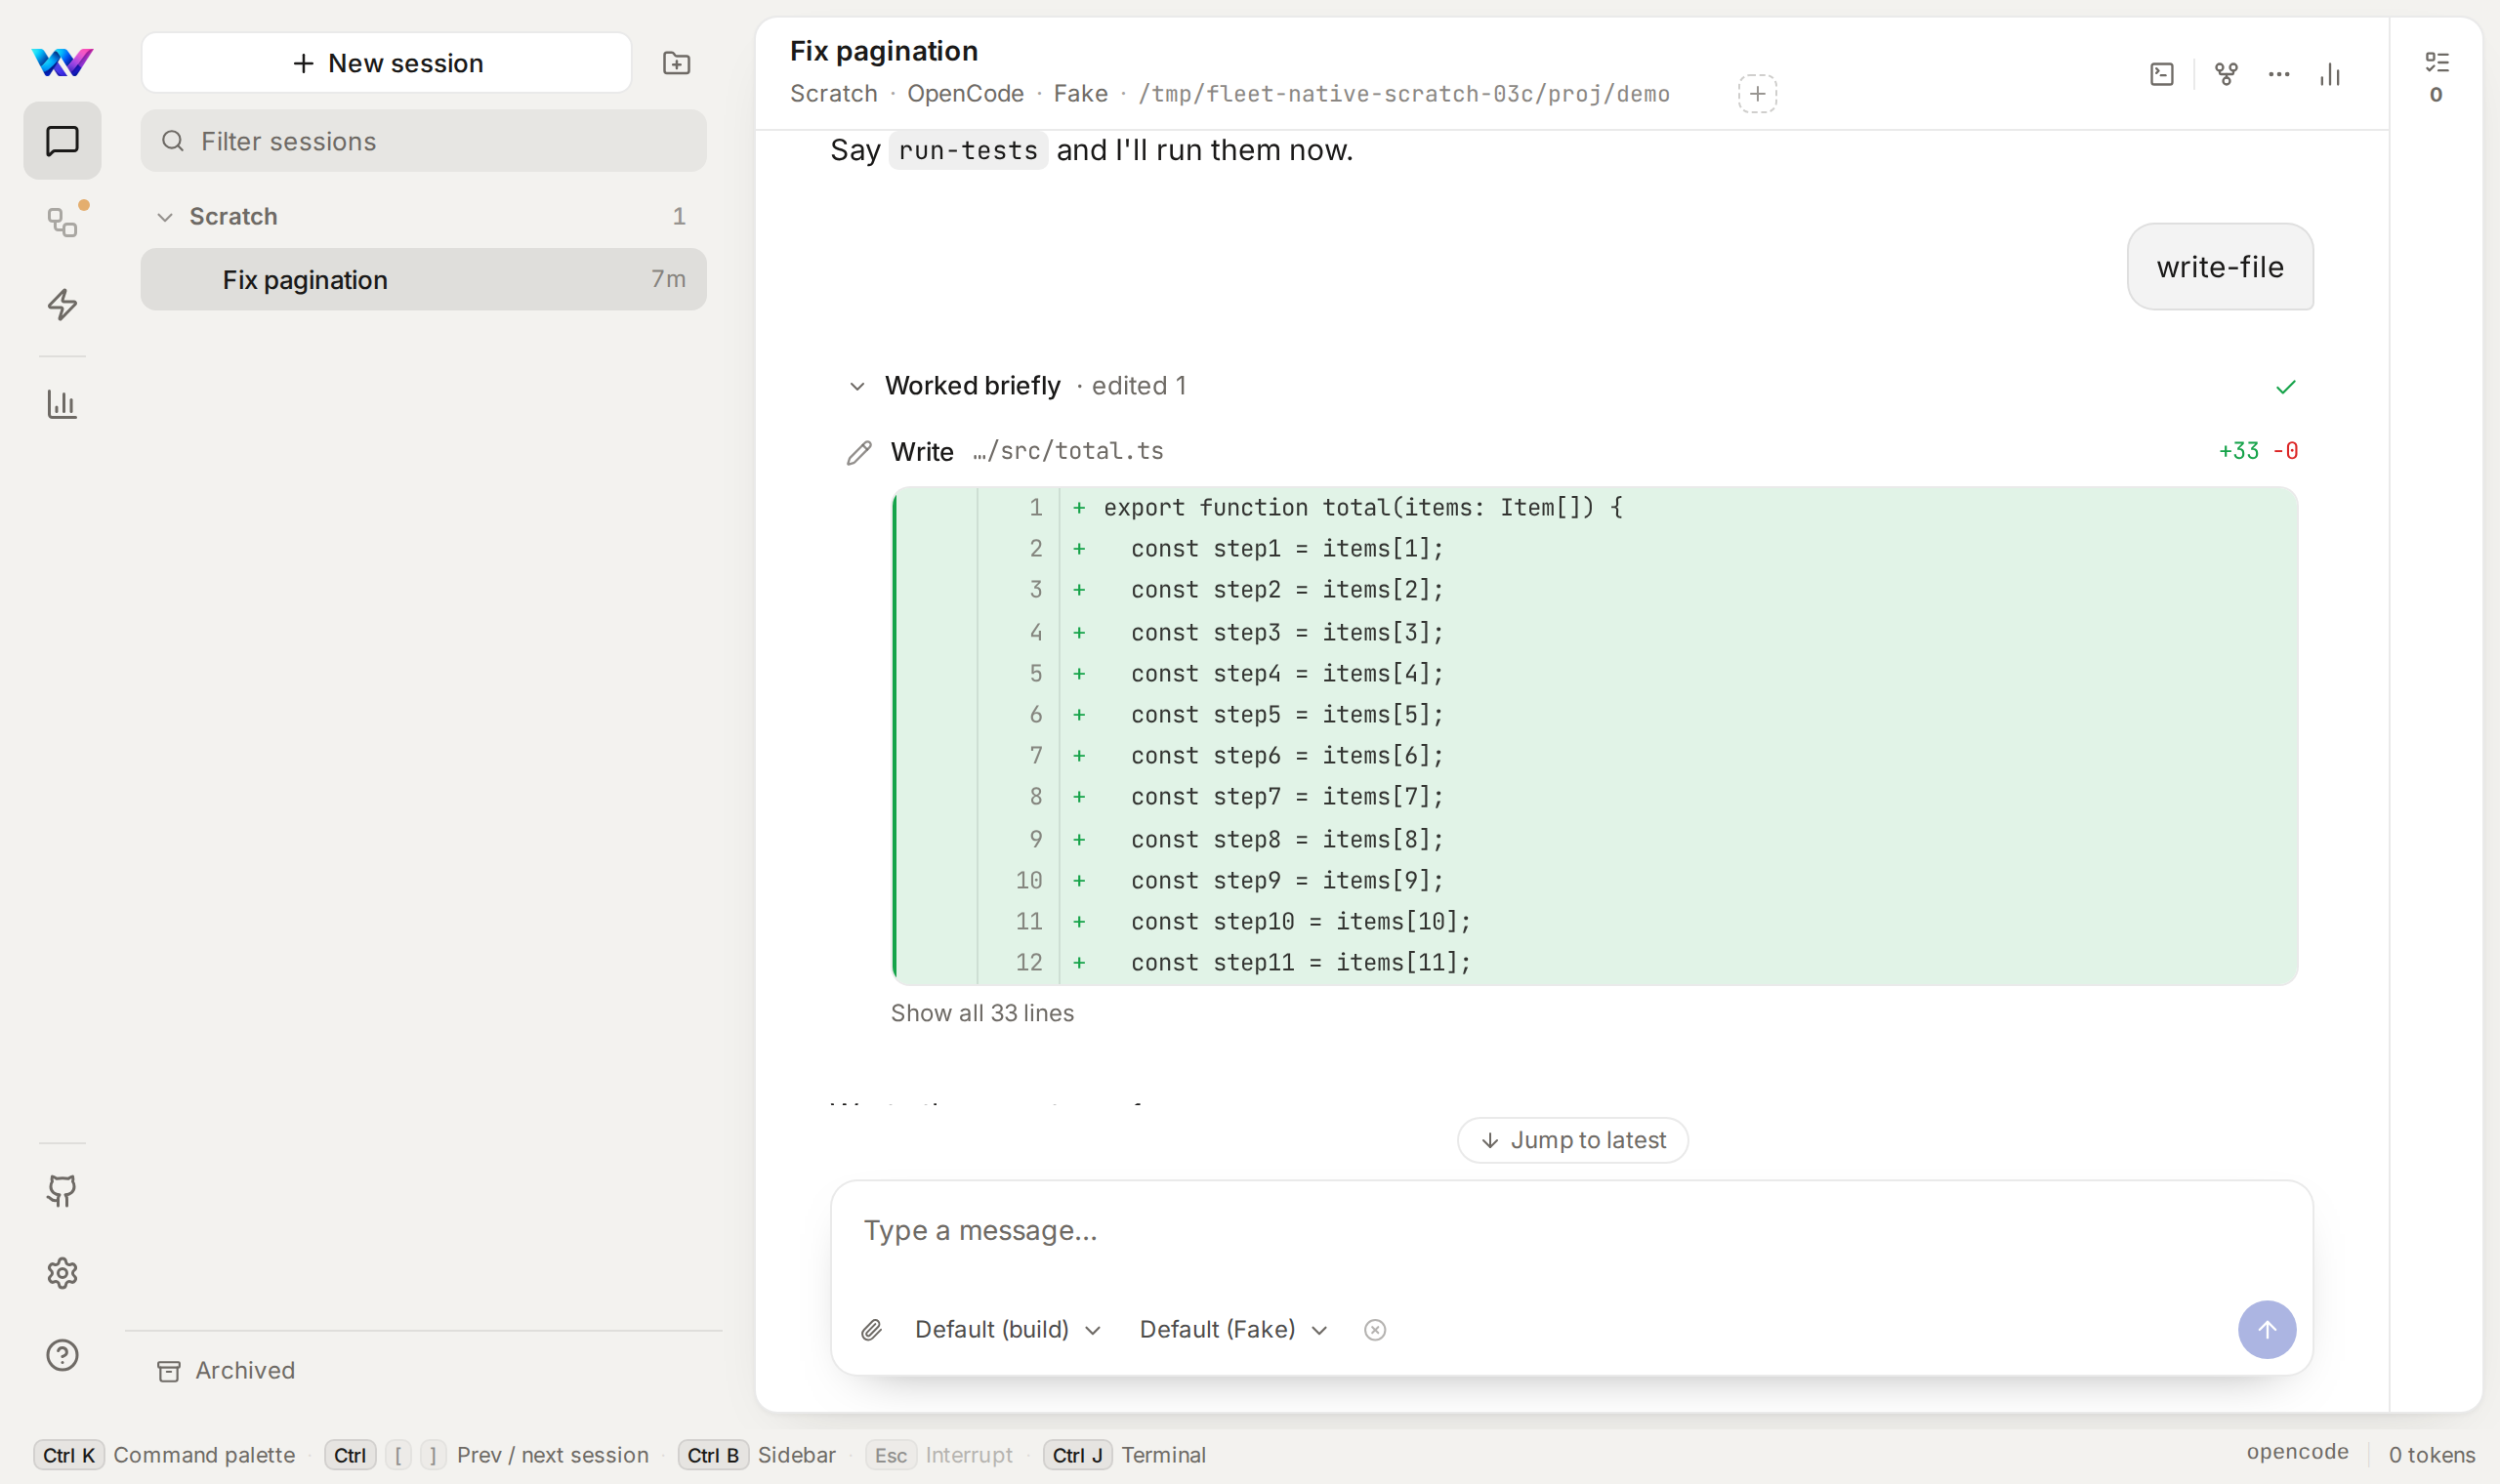 New session
Filter sessions
Scratch 1
Fix pagination 7m
Archived
Fix pagination
Scratch · OpenCode · Fake · /tmp/fleet-native-scratch-03c/proj/demo
0
Say run-tests and I'll run them now.
write-file
Worked briefly · edited 1
Write …/src/total.ts +33 -0
1 + export function total(items: Item[]) {
2 + const step1 = items[1];
3 + const step2 = items[2];
4 + const step3 = items[3];
5 + const step4 = items[4];
6 + const step5 = items[5];
7 + const step6 = items[6];
8 + const step7 = items[7];
9 + const step8 = items[8];
10 + const step9 = items[9];
11 + const step10 = items[10];
12 + const step11 = items[11];
Show all 33 lines
Jump to latest
Type a message...
Default (build) Default (Fake)
Ctrl K Command palette · Ctrl [ ] Prev / next session · Ctrl B Sidebar · Esc Interrupt · Ctrl J Terminal
opencode 0 tokens